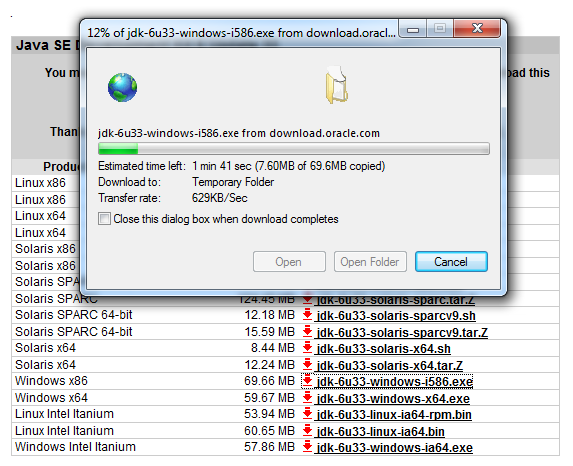 12% of jdk-6u33-windows-i586.exe from download.oracle.c...
Java SE D
You m
oad this
jdk-6u33-windows-i586.exe from download.oracle.com
Estimated time left: 1 min 41 sec (7.60MB of 69.6MB copied)
Download to: Temporary Folder
Transfer rate: 629KB/Sec
Close this dialog box when download completes
Open Open Folder Cancel
Than
Produ
Linux x86
Linux x86
Linux x64
Linux x64
Solaris x86
Solaris x86
Solaris SPARC
Solaris SPARC 124.45 MB jdk-6u33-solaris-sparc.tar.Z
Solaris SPARC 64-bit 12.18 MB jdk-6u33-solaris-sparcv9.sh
Solaris SPARC 64-bit 15.59 MB jdk-6u33-solaris-sparcv9.tar.Z
Solaris x64 8.44 MB jdk-6u33-solaris-x64.sh
Solaris x64 12.24 MB jdk-6u33-solaris-x64.tar.Z
Windows x86 69.66 MB jdk-6u33-windows-i586.exe
Windows x64 59.67 MB jdk-6u33-windows-x64.exe
Linux Intel Itanium 53.94 MB jdk-6u33-linux-ia64-rpm.bin
Linux Intel Itanium 60.65 MB jdk-6u33-linux-ia64.bin
Windows Intel Itanium 57.86 MB jdk-6u33-windows-ia64.exe